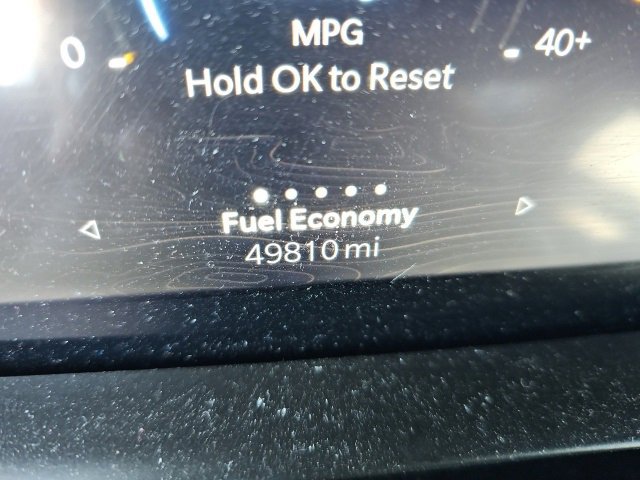 MPG
0 40+
Hold OK to Reset
Fuel Economy
49810 mi